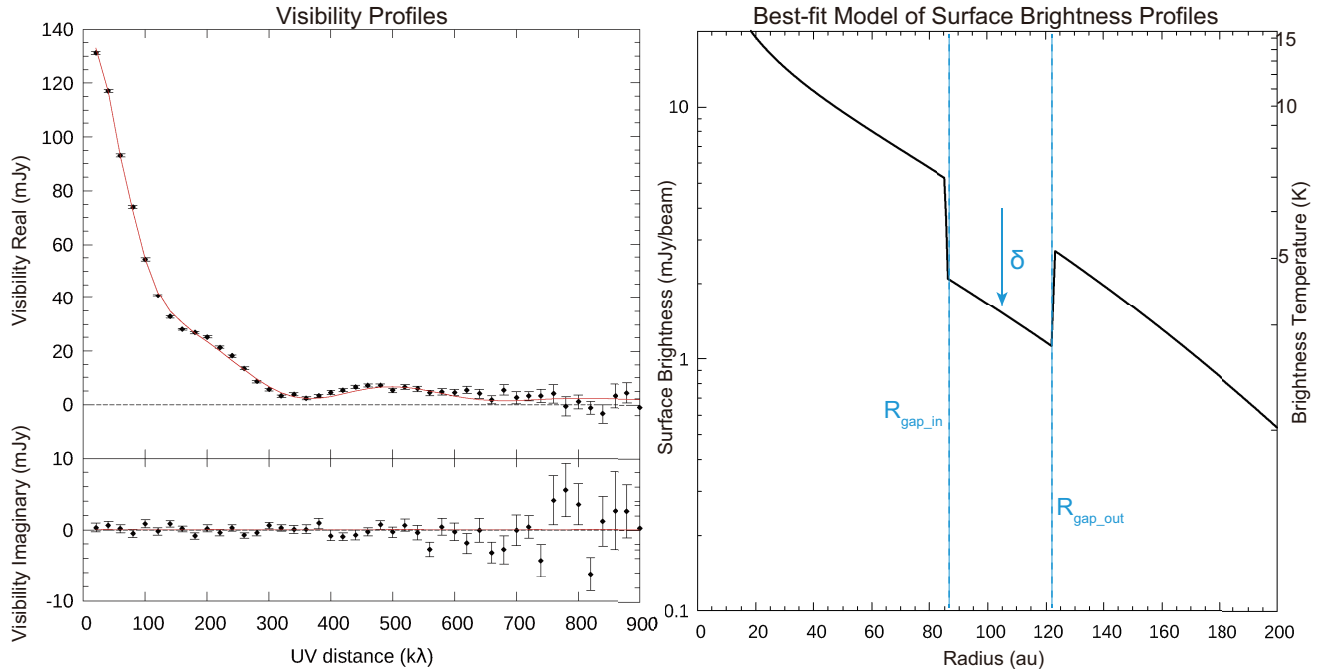 Visibility Profiles
140
120
100
80
60
40
20
0
Visibility Real (mJy)
10
0
-10
Visibility Imaginary (mJy)
0 100 200 300 400 500 600 700 800 900
UV distance (kλ)
Best-fit Model of Surface Brightness Profiles
10
1
0.1
Surface Brightness (mJy/beam)
15
10
5
Brightness Temperature (K)
δ
Rgap_in
Rgap_out
0 20 40 60 80 100 120 140 160 180 200
Radius (au)